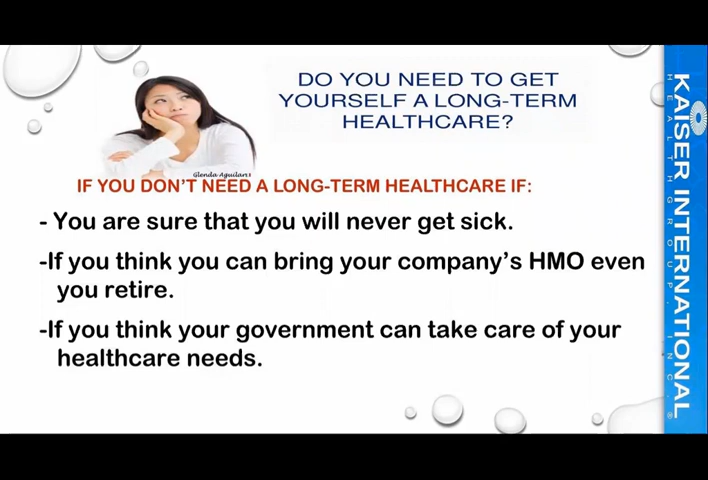 DO YOU NEED TO GET
YOURSELF A LONG-TERM
HEALTHCARE?
Glenda Aguilar
IF YOU DON'T NEED A LONG-TERM HEALTHCARE IF:
- You are sure that you will never get sick.
-If you think you can bring your company's HMO even
you retire.
-If you think your government can take care of your
healthcare needs.
KAISER INTERNATIONAL
HEALTHGROUP, INC.®